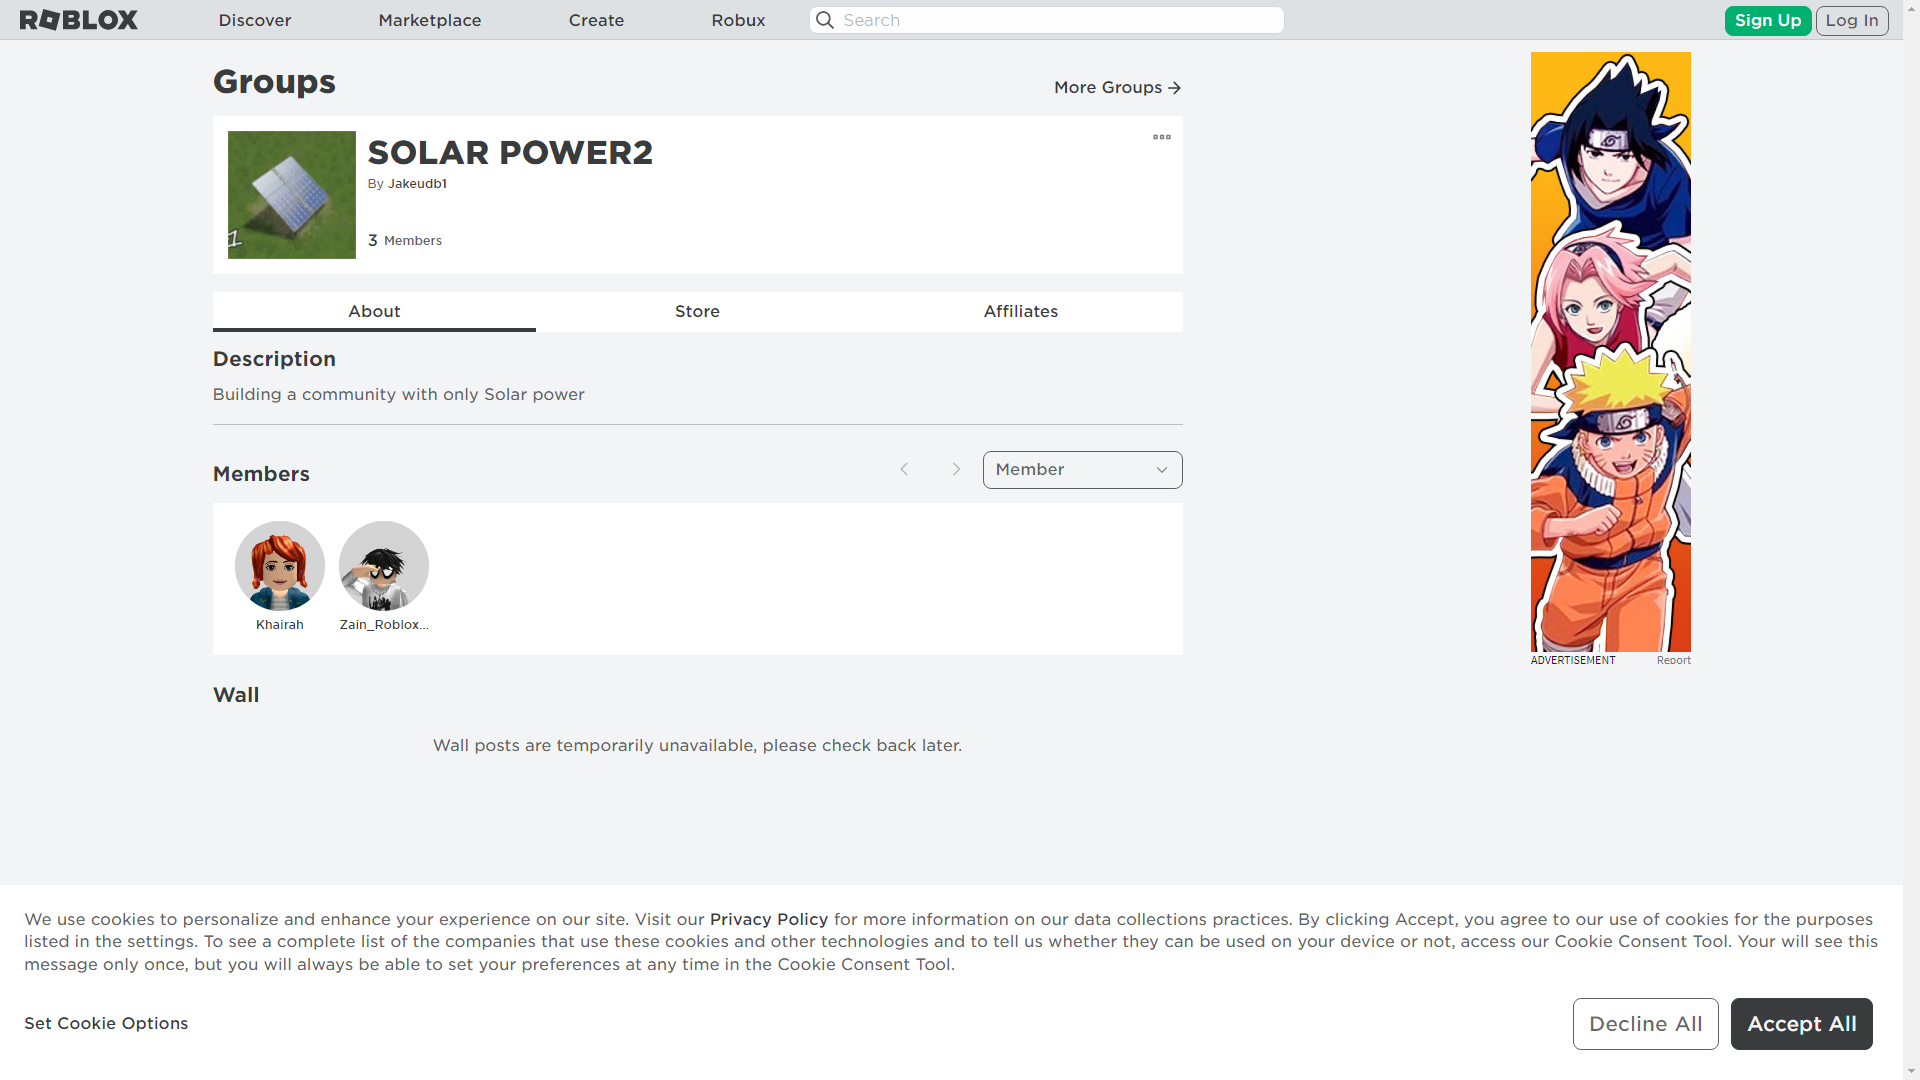 ROBLOX
Discover
Marketplace
Create
Robux
Search
Sign Up
Log In
Groups
More Groups
SOLAR POWER2
By Jakeudb1
3 Members
About
Store
Affiliates
Description
Building a community with only Solar power
Members
Member
Khairah
Zain_Roblox...
Wall
Wall posts are temporarily unavailable, please check back later.
ADVERTISEMENT
Report
We use cookies to personalize and enhance your experience on our site. Visit our Privacy Policy for more information on our data collections practices. By clicking Accept, you agree to our use of cookies for the purposes
listed in the settings. To see a complete list of the companies that use these cookies and other technologies and to tell us whether they can be used on your device or not, access our Cookie Consent Tool. Your will see this
message only once, but you will always be able to set your preferences at any time in the Cookie Consent Tool.
Set Cookie Options
Decline All
Accept All